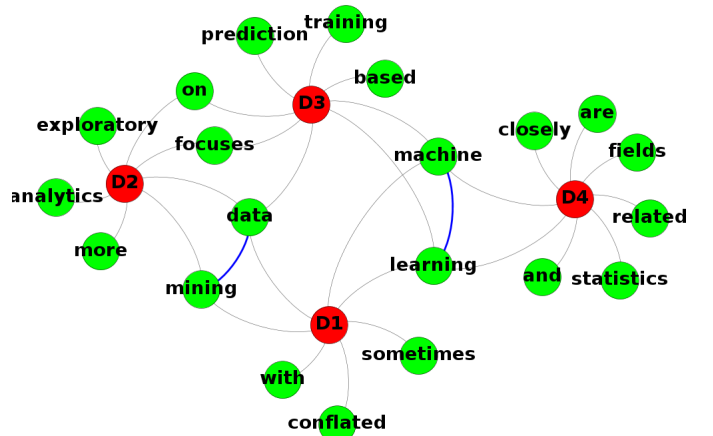 training
prediction
based
D3
on
are
closely
exploratory
focuses
fields
machine
D2
analytics
D4
data
related
more
learning
and
statistics
mining
D1
sometimes
with
conflated